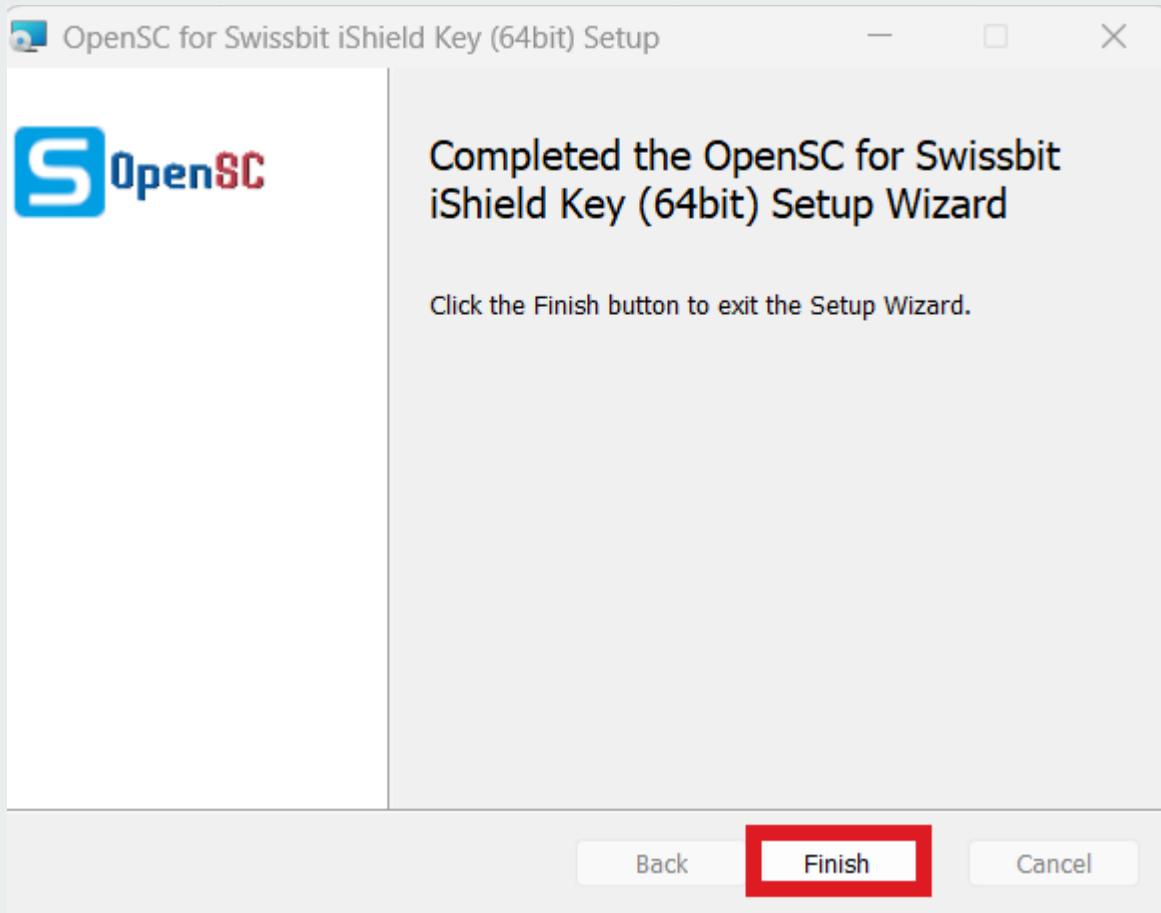 OpenSC for Swissbit iShield Key (64bit) Setup
S OpenSC
Completed the OpenSC for Swissbit
iShield Key (64bit) Setup Wizard
Click the Finish button to exit the Setup Wizard.
Back Finish Cancel